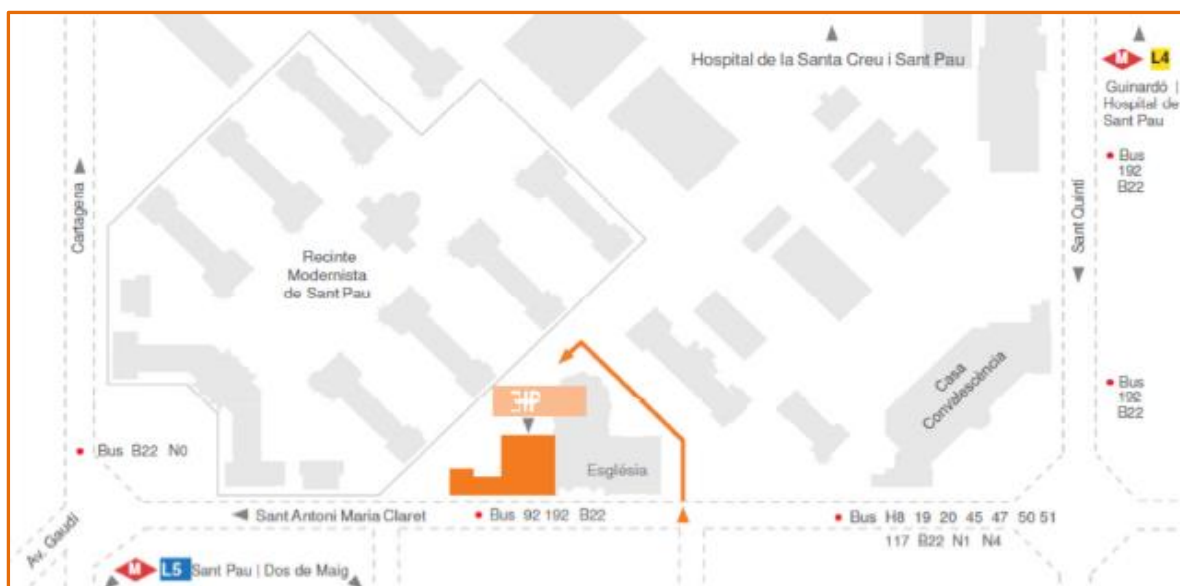 Hospital de la Santa Creu i Sant Pau
M L4
Guinardó |
Hospital de
Sant Pau
Bus
192
B22
Cartagena
Sant Quintí
Recinte
Modernista
de Sant Pau
Casa
Convalescència
Bus
192
B22
Bus B22 N0
Església
Sant Antoni Maria Claret
Bus 92 192 B22
Bus H8 19 20 45 47 50 51
117 B22 N1 N4
Av. Gaudí
M L5 Sant Pau | Dos de Maig